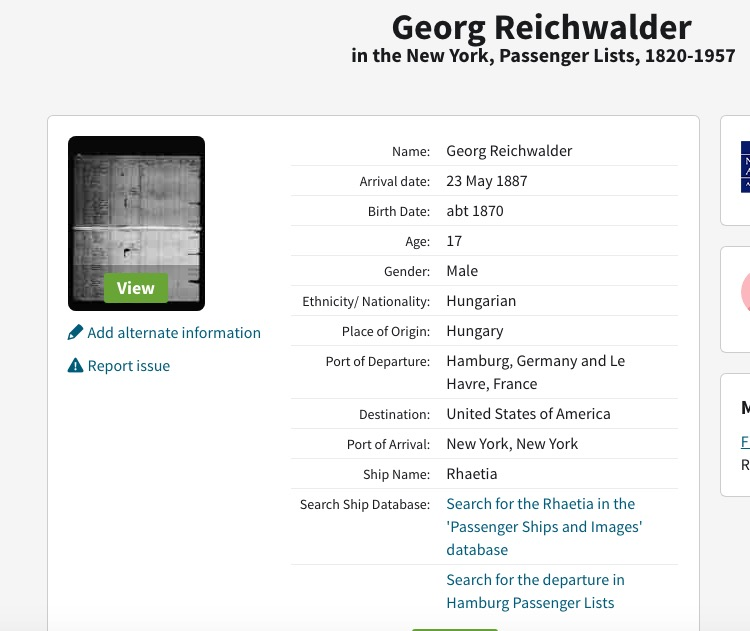 Georg Reichwalder
in the New York, Passenger Lists, 1820-1957
View
Add alternate information
Report issue
Name: Georg Reichwalder
Arrival date: 23 May 1887
Birth Date: abt 1870
Age: 17
Gender: Male
Ethnicity/ Nationality: Hungarian
Place of Origin: Hungary
Port of Departure: Hamburg, Germany and Le
Havre, France
Destination: United States of America
Port of Arrival: New York, New York
Ship Name: Rhaetia
Search Ship Database: Search for the Rhaetia in the
'Passenger Ships and Images'
database
Search for the departure in
Hamburg Passenger Lists